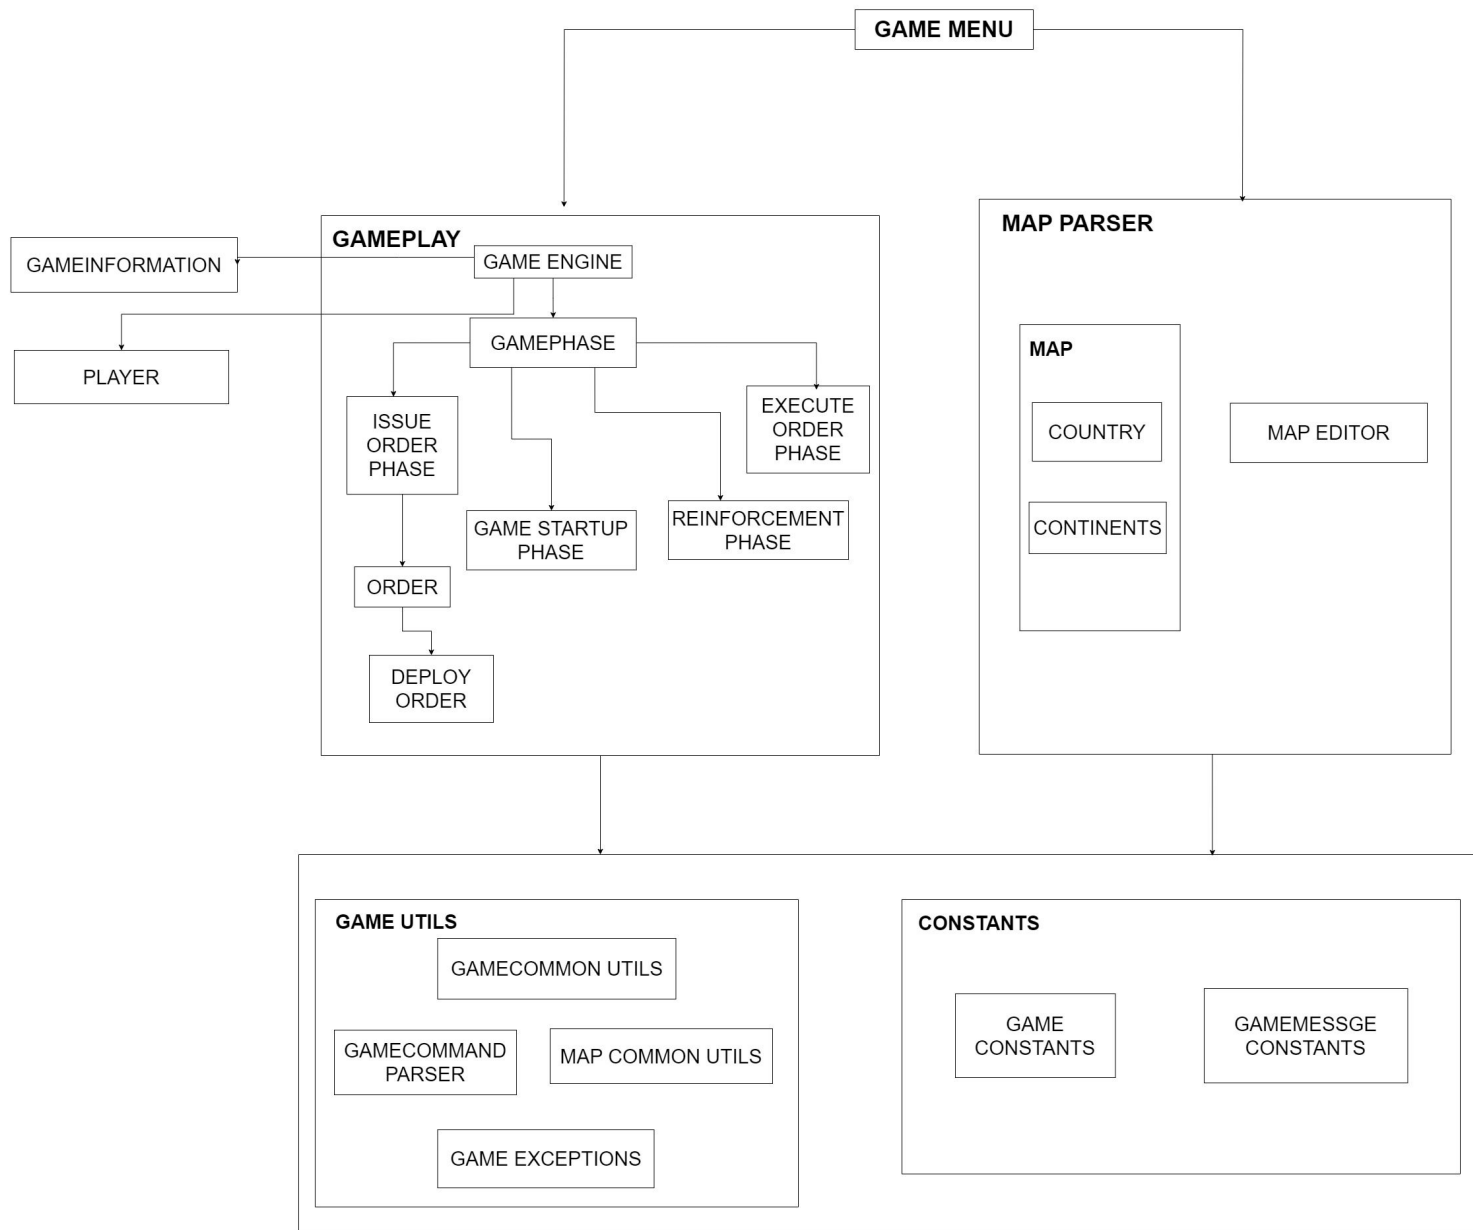 GAME MENU
GAMEPLAY
GAME ENGINE
GAMEINFORMATION
PLAYER
GAMEPHASE
ISSUE
ORDER
PHASE
EXECUTE
ORDER
PHASE
GAME STARTUP
PHASE
REINFORCEMENT
PHASE
ORDER
DEPLOY
ORDER
MAP PARSER
MAP
COUNTRY
CONTINENTS
MAP EDITOR
GAME UTILS
GAMECOMMON UTILS
GAMECOMMAND
PARSER
MAP COMMON UTILS
GAME EXCEPTIONS
CONSTANTS
GAME
CONSTANTS
GAMEMESSGE
CONSTANTS